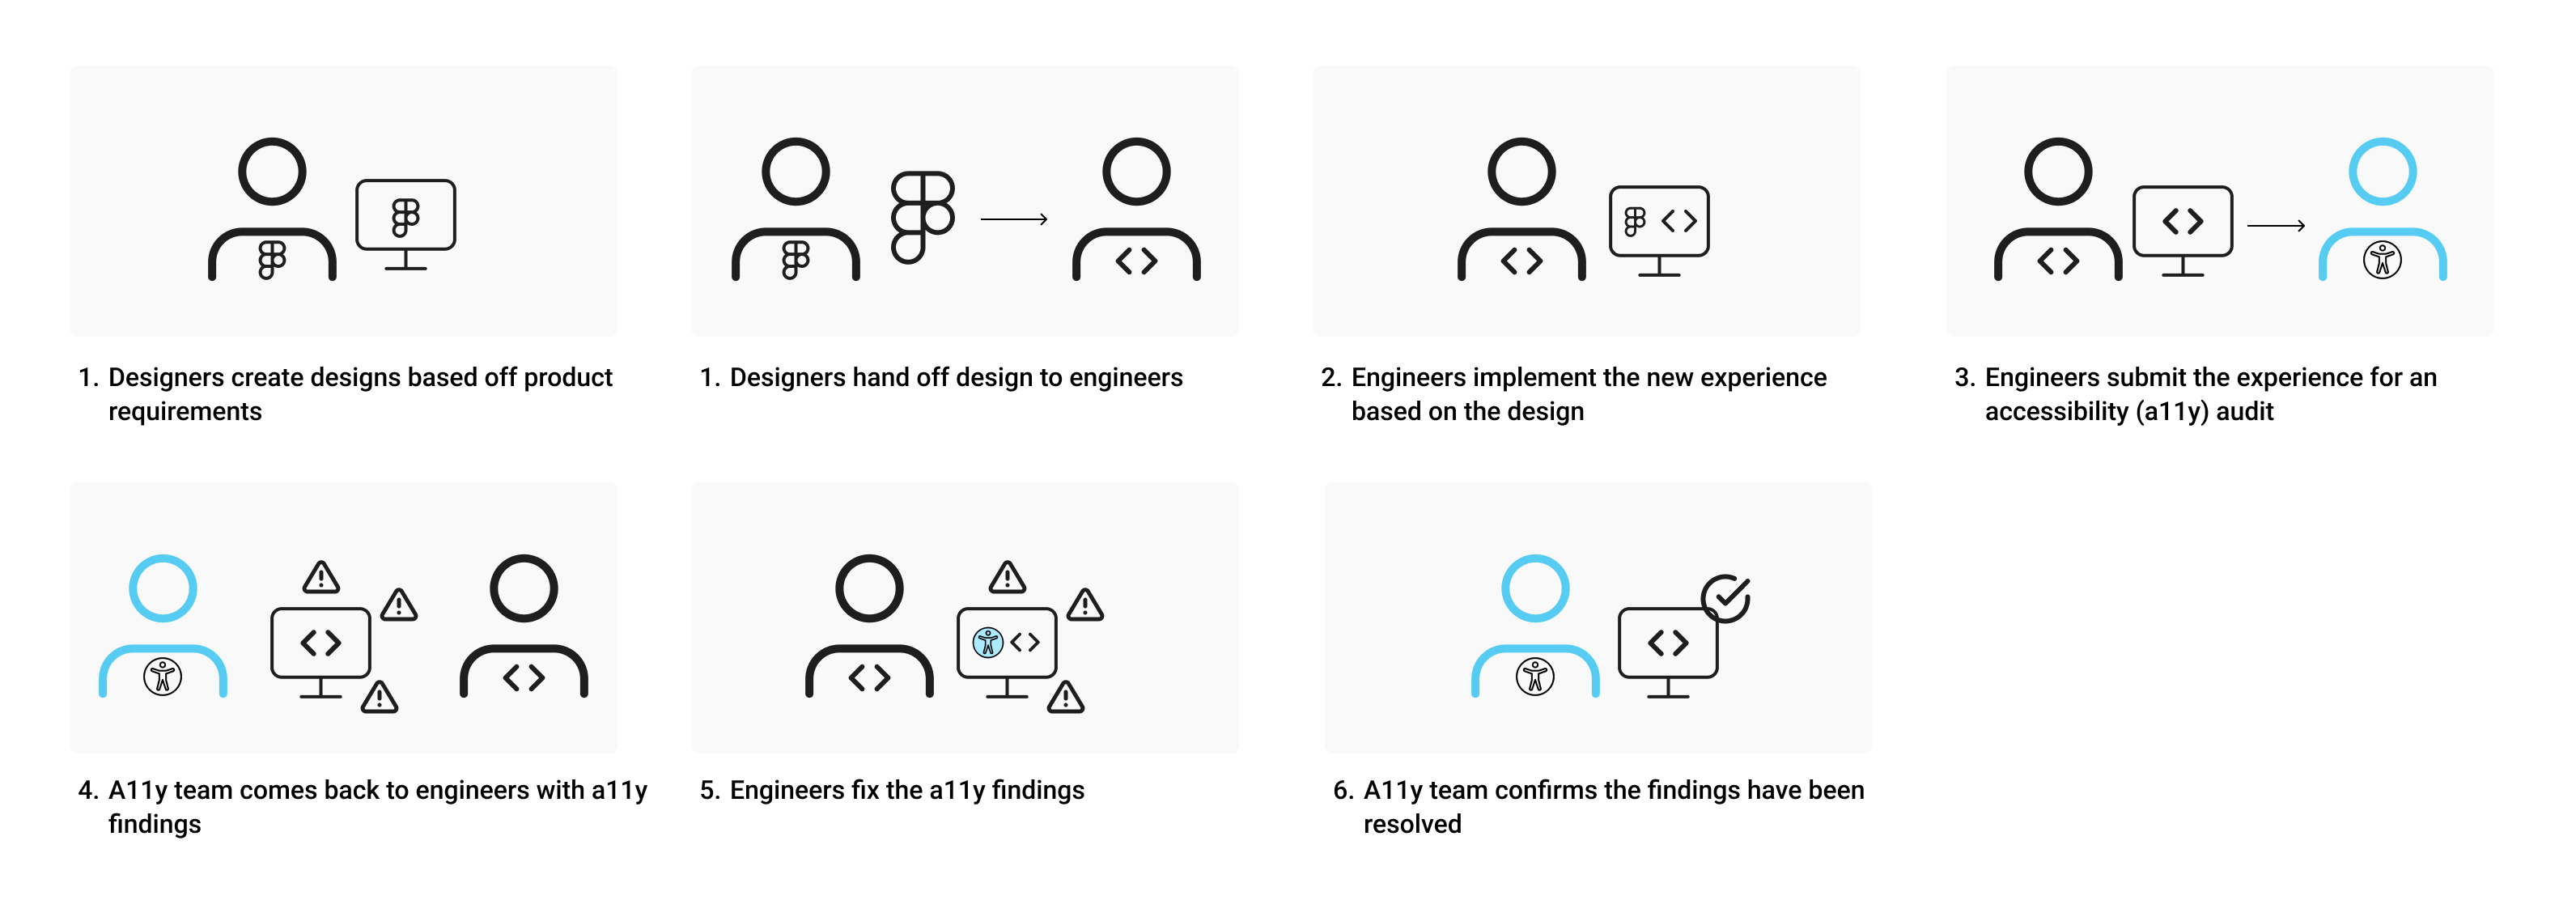 1. Designers create designs based off product
requirements
1. Designers hand off design to engineers
2. Engineers implement the new experience
based on the design
3. Engineers submit the experience for an
accessibility (a11y) audit
4. A11y team comes back to engineers with a11y
findings
5. Engineers fix the a11y findings
6. A11y team confirms the findings have been
resolved